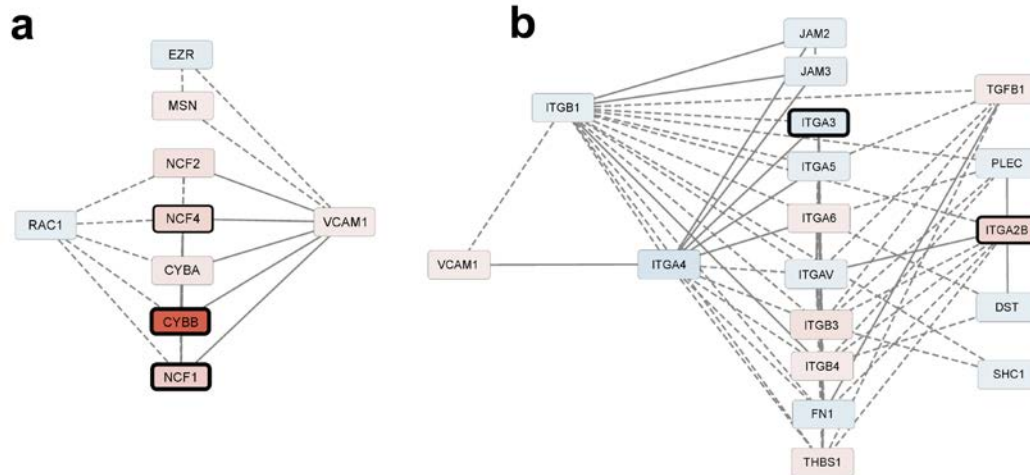 a
EZR
MSN
NCF2
NCF4
RAC1
VCAM1
CYBA
CYBB
NCF1
b
JAM2
JAM3
ITGB1
TGFB1
ITGA3
ITGA5
PLEC
ITGA6
ITGA2B
VCAM1
ITGA4
ITGAV
DST
ITGB3
ITGB4
SHC1
FN1
THBS1